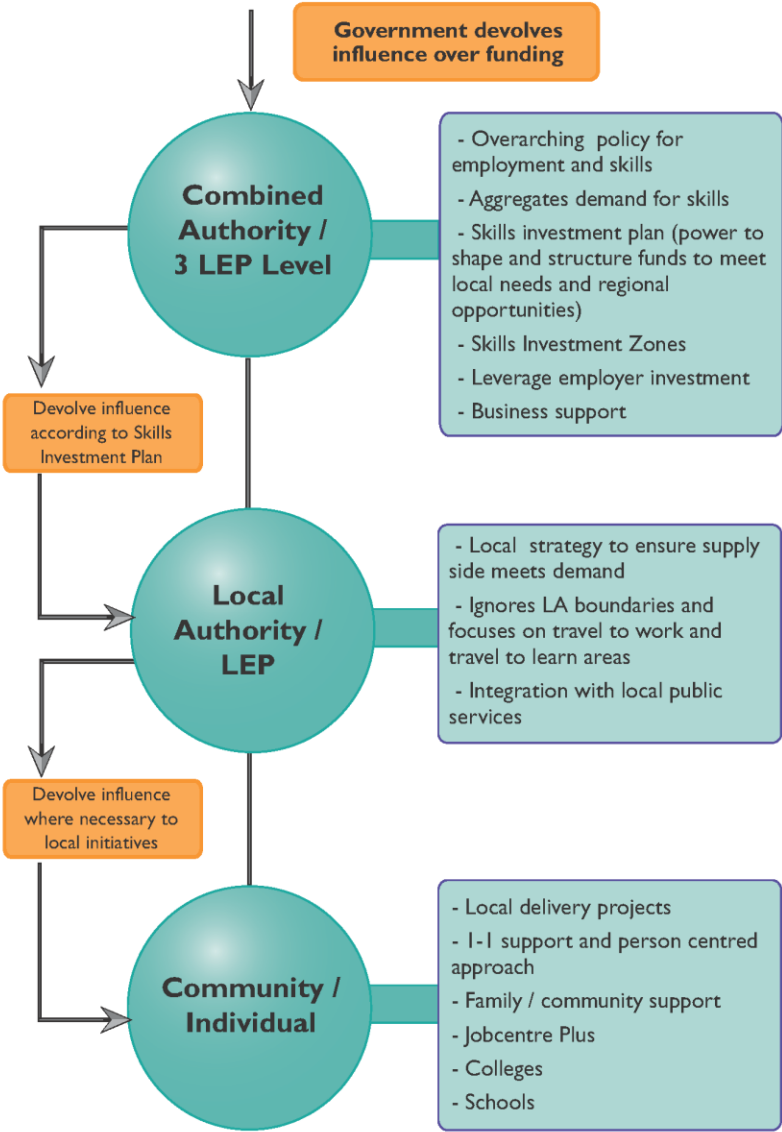 Government devolves
influence over funding
Combined
Authority /
3 LEP Level
- Overarching policy for
employment and skills
- Aggregates demand for skills
- Skills investment plan (power to
shape and structure funds to meet
local needs and regional
opportunities)
- Skills Investment Zones
- Leverage employer investment
- Business support
Devolve influence
according to Skills
Investment Plan
Local
Authority /
LEP
- Local strategy to ensure supply
side meets demand
- Ignores LA boundaries and
focuses on travel to work and
travel to learn areas
- Integration with local public
services
Devolve influence
where necessary to
local initiatives
Community /
Individual
- Local delivery projects
- 1-1 support and person centred
approach
- Family / community support
- Jobcentre Plus
- Colleges
- Schools